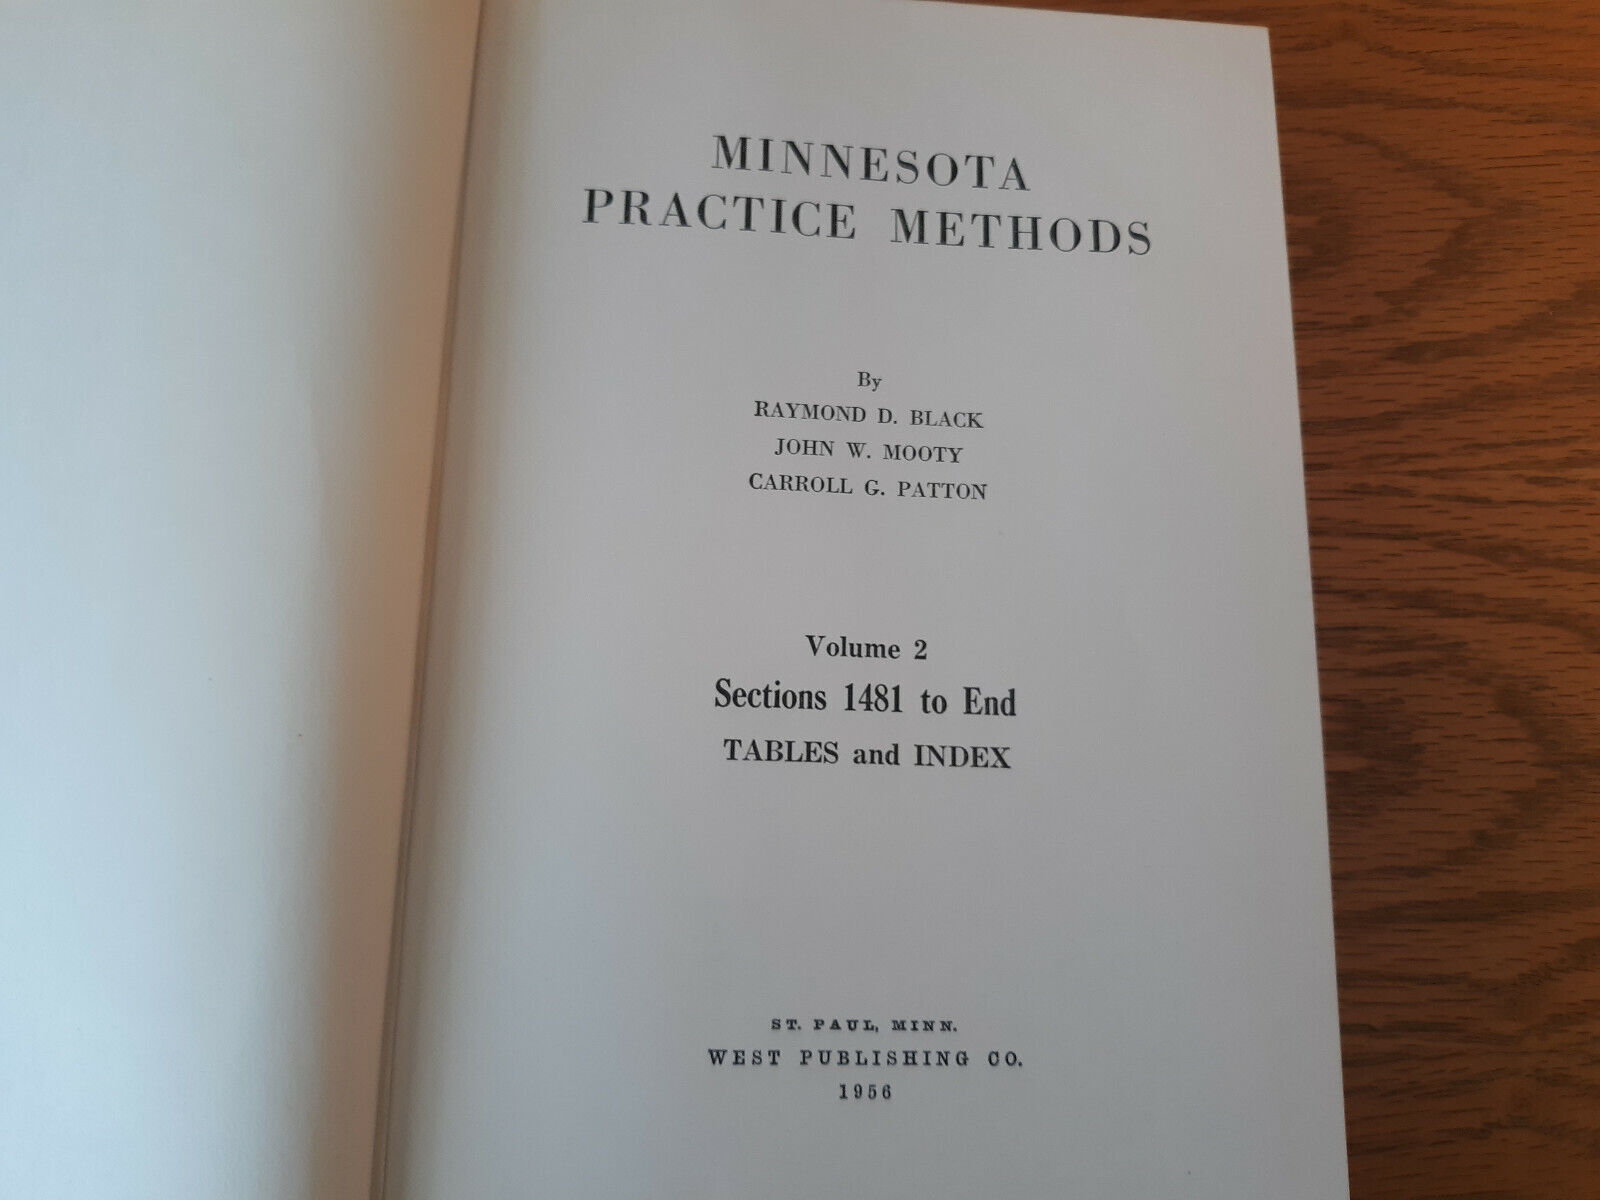 MINNESOTA
PRACTICE METHODS
By
RAYMOND D. BLACK
JOHN W. MOOTY
CARROLL G. PATTON
Volume 2
Sections 1481 to End
TABLES and INDEX
ST. PAUL, MINN.
WEST PUBLISHING CO.
1956